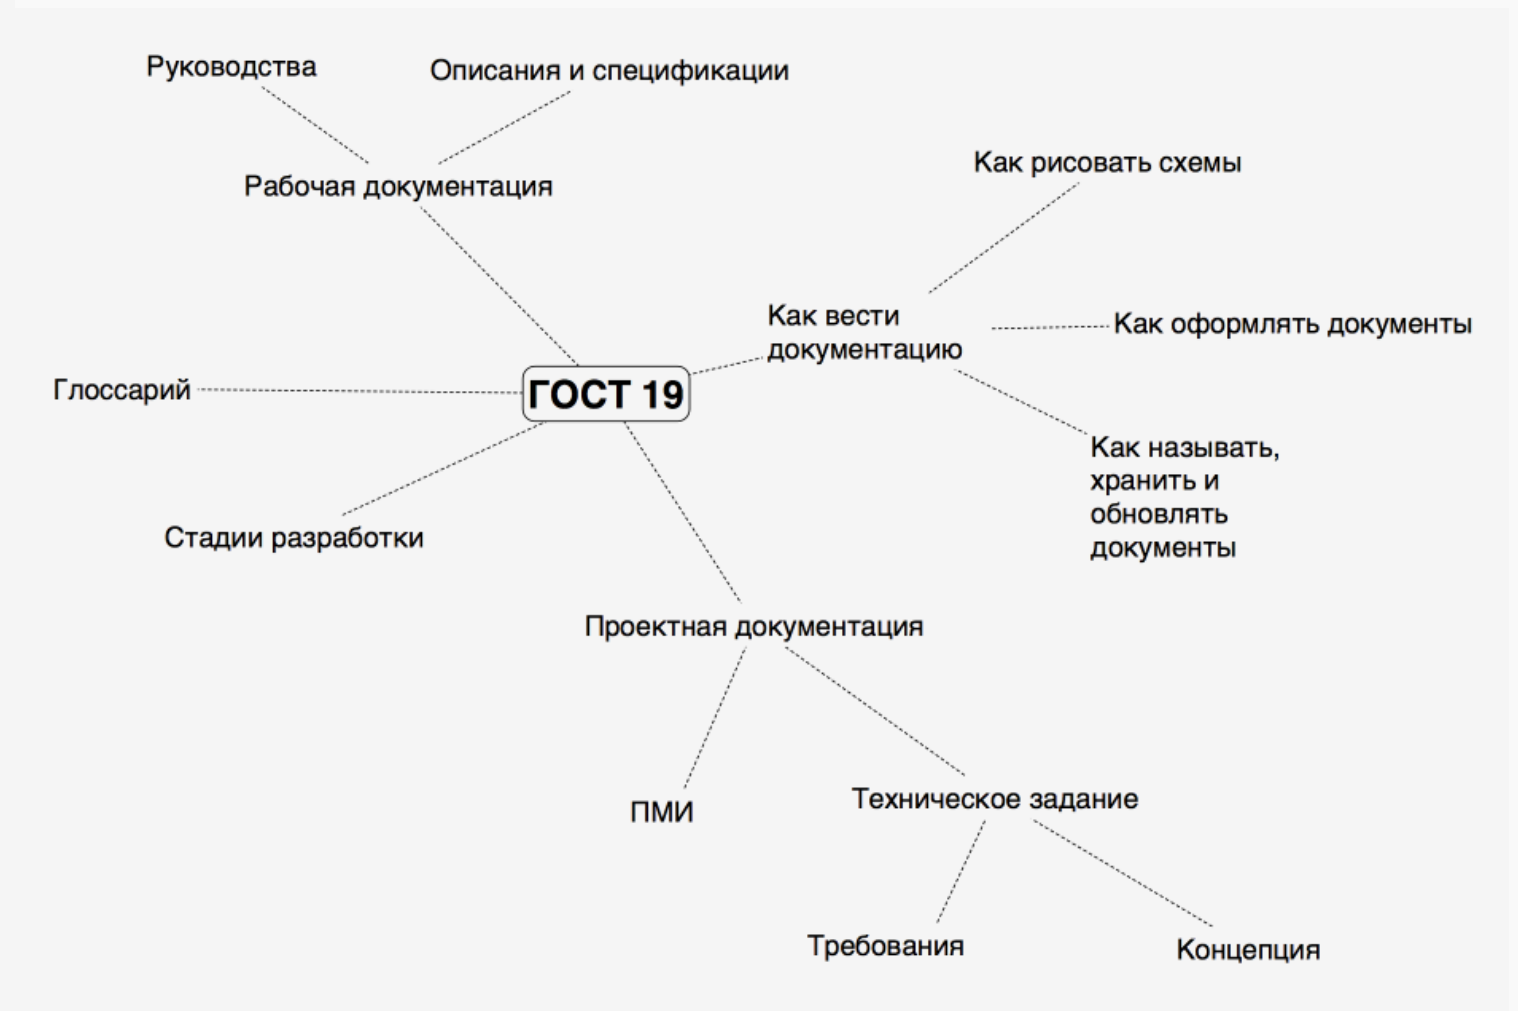 Руководства
Описания и спецификации
Рабочая документация
Как рисовать схемы
Как вести
документацию
Как оформлять документы
ГОСТ 19
Глоссарий
Как называть,
хранить и
обновлять
документы
Стадии разработки
Проектная документация
ПМИ
Техническое задание
Требования
Концепция